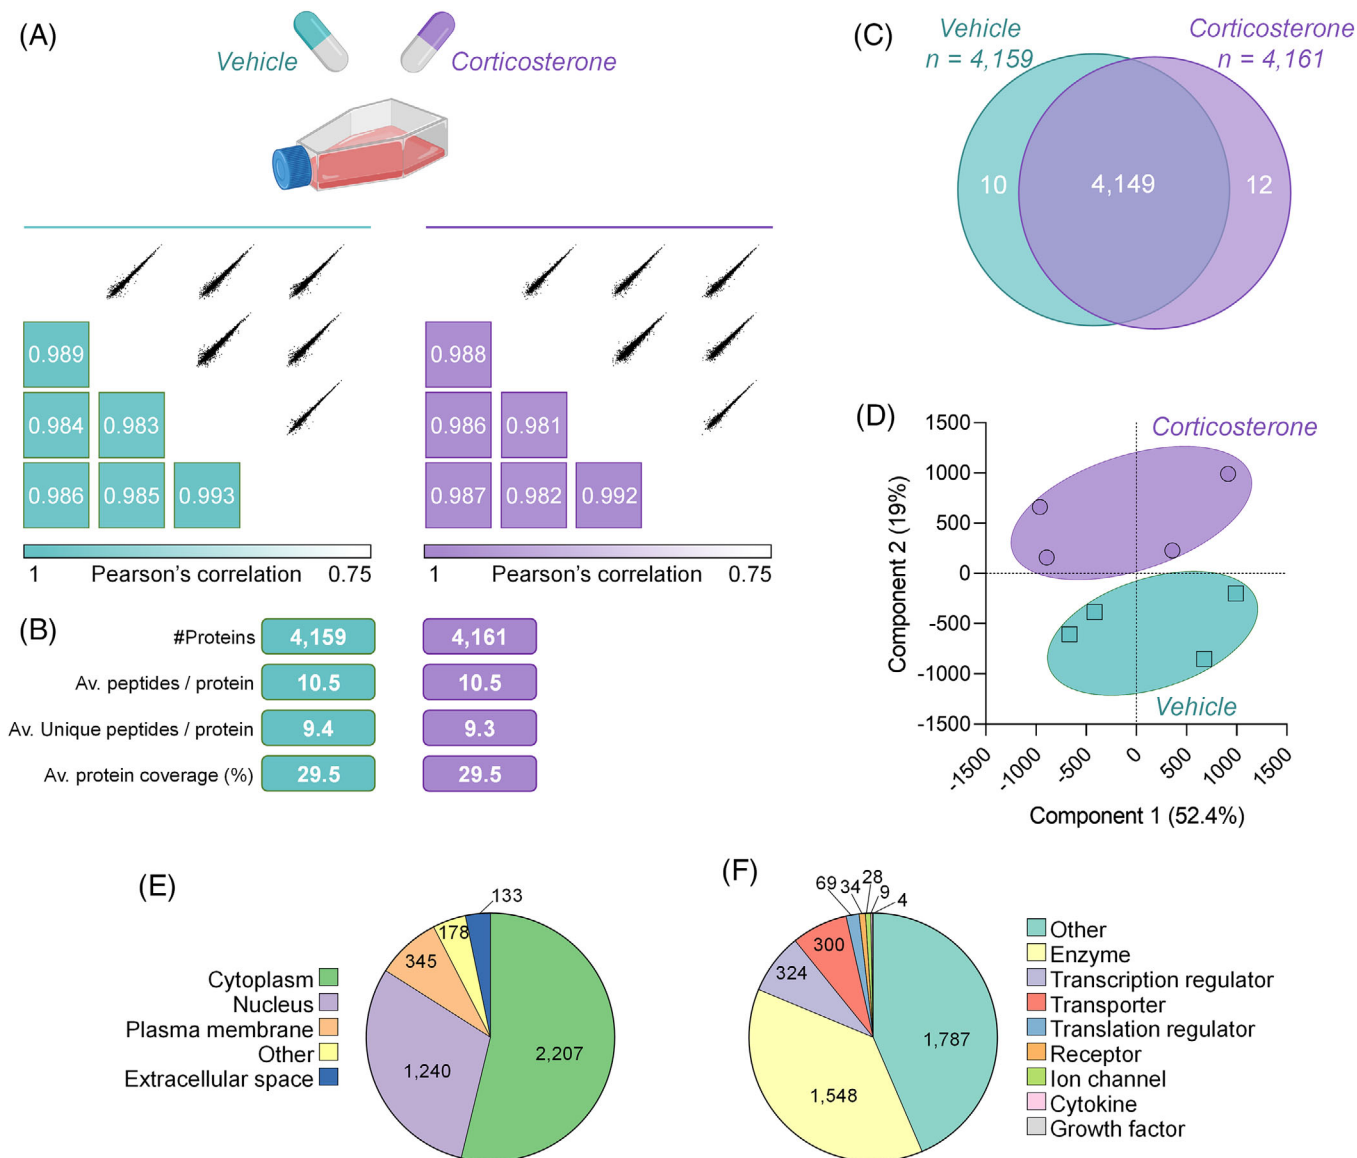 (A)
Vehicle
Corticosterone
0.989
0.984 0.983
0.986 0.985 0.993
1 Pearson's correlation 0.75
0.988
0.986 0.981
0.987 0.982 0.992
1 Pearson's correlation 0.75
(B)
#Proteins 4,159 4,161
Av. peptides / protein 10.5 10.5
Av. Unique peptides / protein 9.4 9.3
Av. protein coverage (%) 29.5 29.5
(C)
Vehicle
n = 4,159
Corticosterone
n = 4,161
10 4,149 12
(D)
Corticosterone
Vehicle
Component 2 (19%)
1500
1000
500
0
-500
-1000
-1500
-1500 -1000 -500 0 500 1000 1500
Component 1 (52.4%)
(E)
Cytoplasm
Nucleus
Plasma membrane
Other
Extracellular space
133
178
345
1,240
2,207
(F)
69 34 28 9 4
300
324
1,787
1,548
Other
Enzyme
Transcription regulator
Transporter
Translation regulator
Receptor
Ion channel
Cytokine
Growth factor